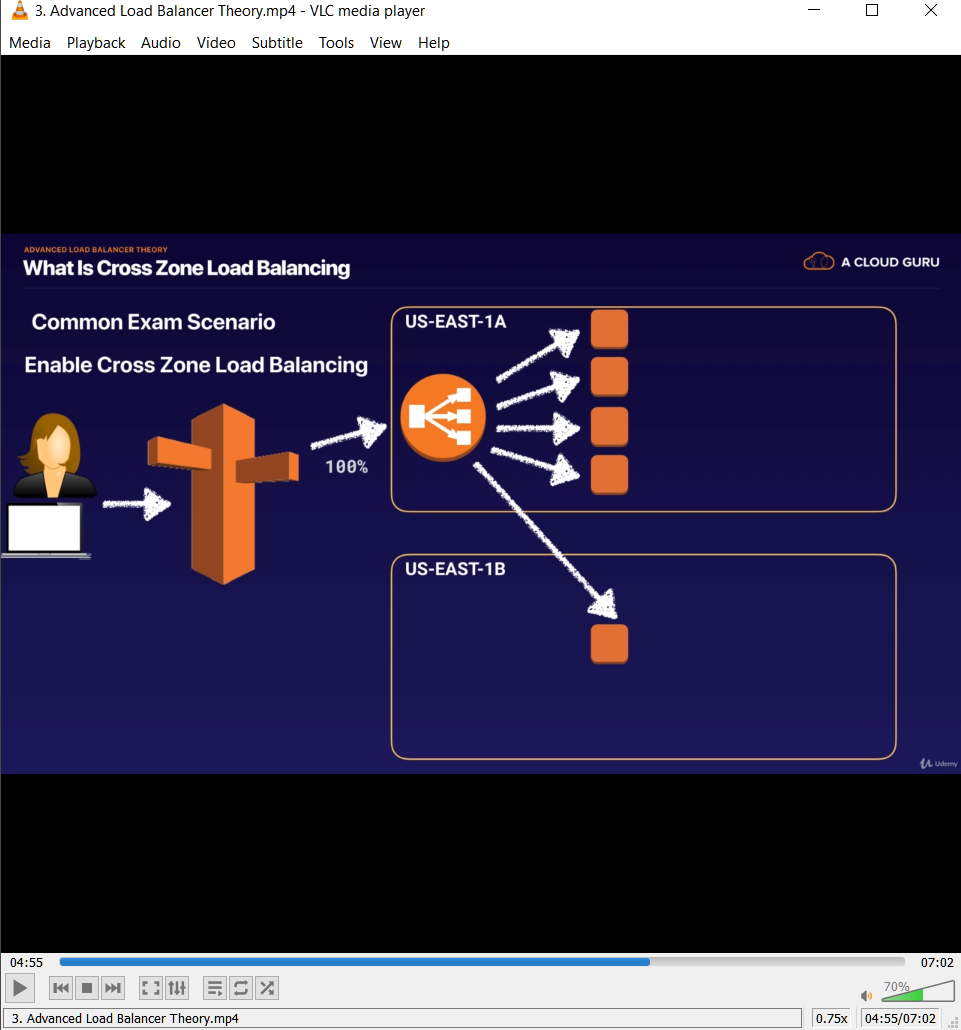 3. Advanced Load Balancer Theory.mp4 - VLC media player
Media Playback Audio Video Subtitle Tools View Help
ADVANCED LOAD BALANCER THEORY
What Is Cross Zone Load Balancing
A CLOUD GURU
Common Exam Scenario
Enable Cross Zone Load Balancing
US-EAST-1A
100%
US-EAST-1B
Udemy
04:55
07:02
70%
3. Advanced Load Balancer Theory.mp4
0.75x
04:55/07:02